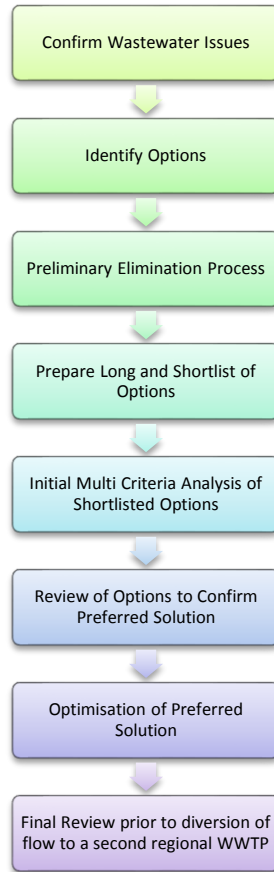 Confirm Wastewater Issues
Identify Options
Preliminary Elimination Process
Prepare Long and Shortlist of
Options
Initial Multi Criteria Analysis of
Shortlisted Options
Review of Options to Confirm
Preferred Solution
Optimisation of Preferred
Solution
Final Review prior to diversion of
flow to a second regional WWTP